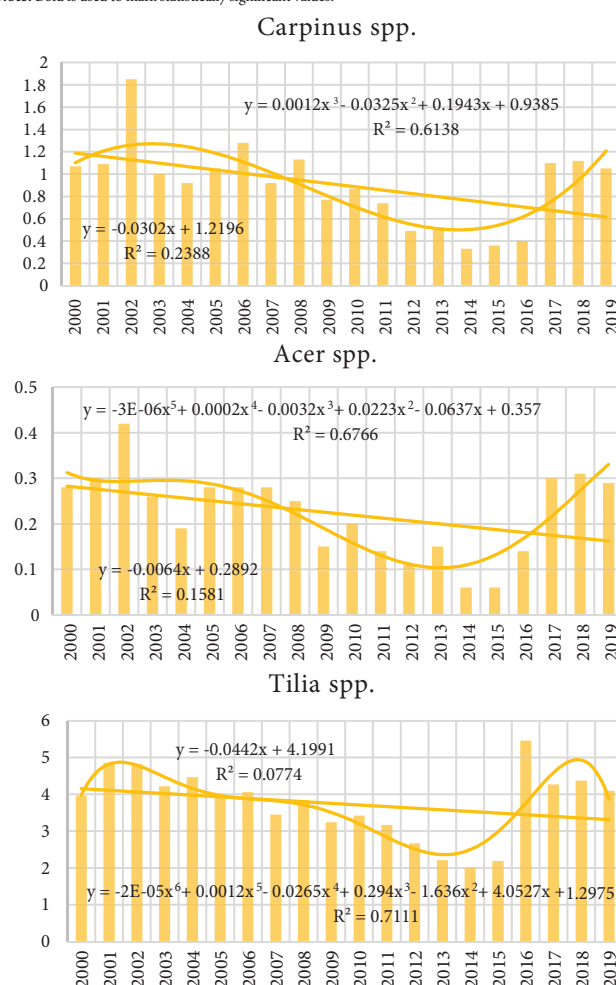 Carpinus spp.
2
1.8
1.6
1.4
1.2
1
0.8
0.6
0.4
0.2
0
y = 0.0012x³ - 0.0325x² + 0.1943x + 0.9385
R² = 0.6138
y = -0.0302x + 1.2196
R² = 0.2388
2000 2001 2002 2003 2004 2005 2006 2007 2008 2009 2010 2011 2012 2013 2014 2015 2016 2017 2018 2019
Acer spp.
0.5
0.4
0.3
0.2
0.1
0
y = -3E-06x⁵+ 0.0002x⁴- 0.0032x³+ 0.0223x²- 0.0637x + 0.357
R² = 0.6766
y = -0.0064x + 0.2892
R² = 0.1581
2000 2001 2002 2003 2004 2005 2006 2007 2008 2009 2010 2011 2012 2013 2014 2015 2016 2017 2018 2019
Tilia spp.
6
5
4
3
2
1
0
y = -0.0442x + 4.1991
R² = 0.0774
y = -2E-05x⁶+ 0.0012x⁵- 0.0265x⁴+ 0.294x³- 1.636x²+ 4.0527x + 1.2975
R² = 0.7111
2000 2001 2002 2003 2004 2005 2006 2007 2008 2009 2010 2011 2012 2013 2014 2015 2016 2017 2018 2019